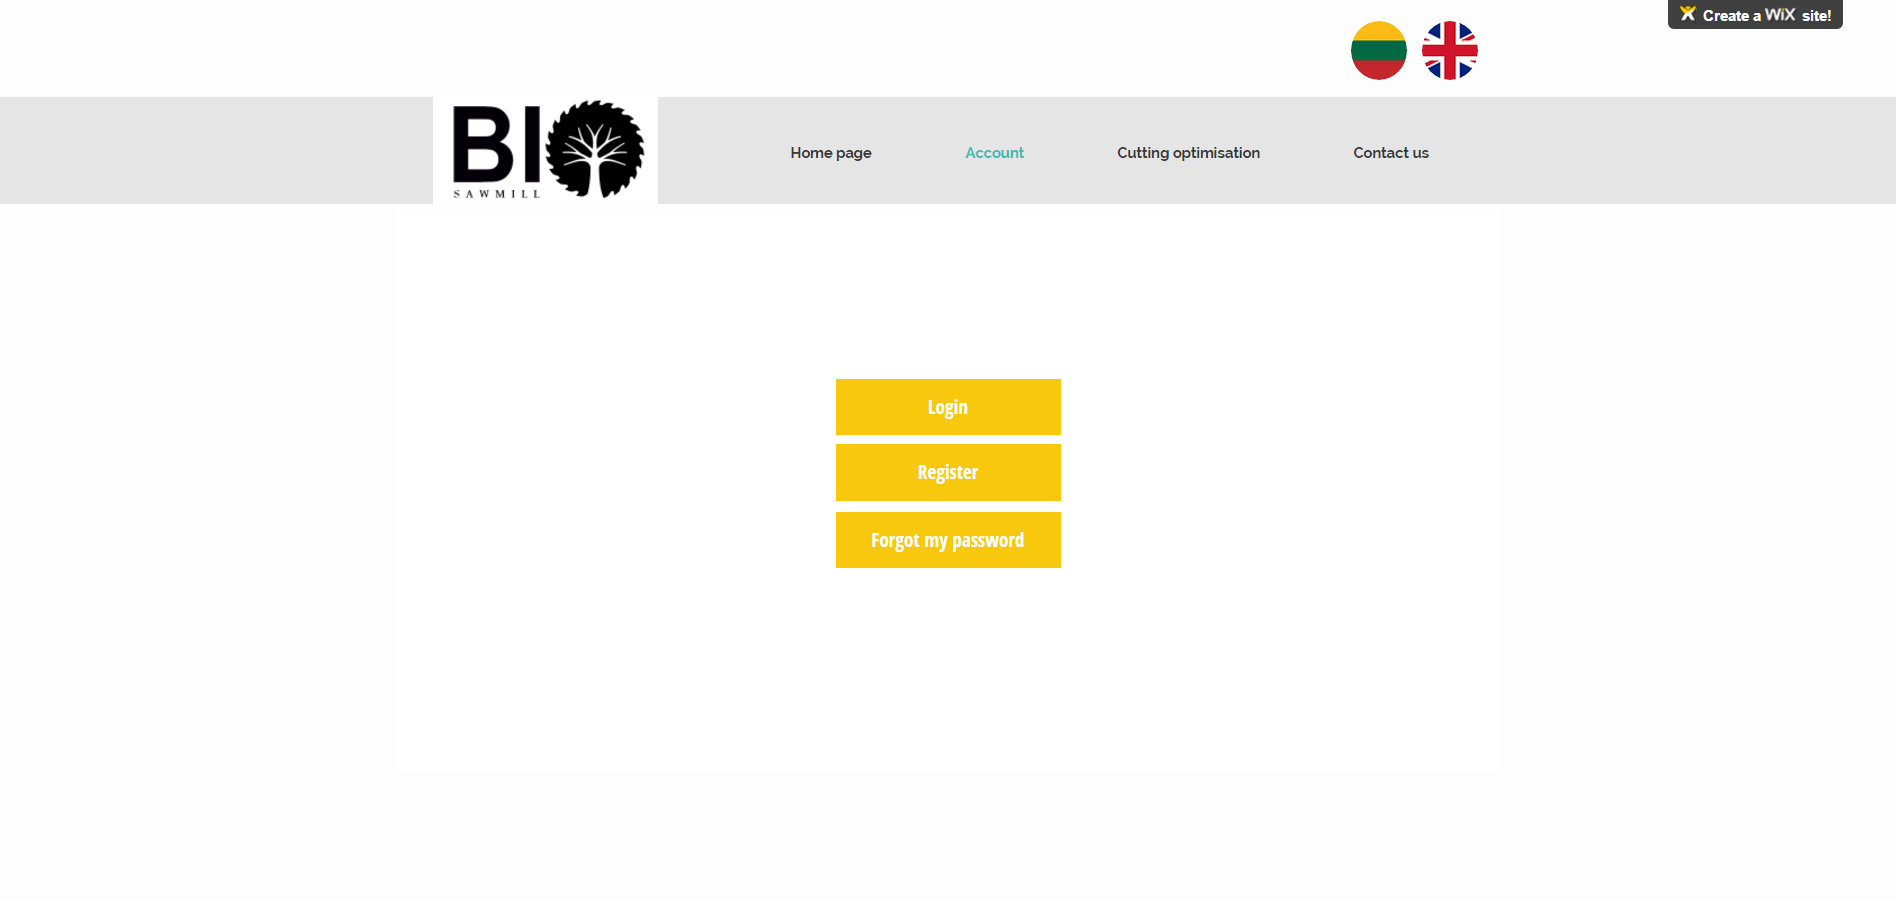 Create a WiX site!
BIO
SAWMILL
Home page
Account
Cutting optimisation
Contact us
Login
Register
Forgot my password